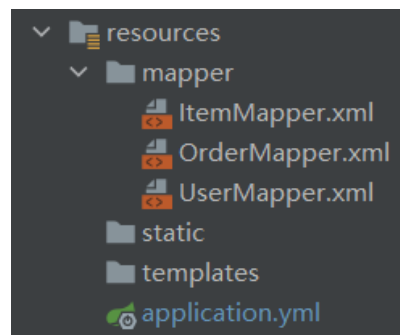 resources
mapper
ItemMapper.xml
OrderMapper.xml
UserMapper.xml
static
templates
application.yml